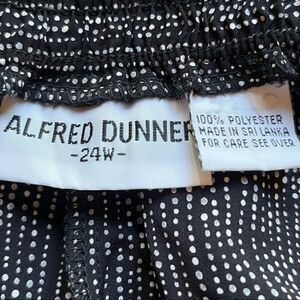 ALFRED DUNNER
-24W-
100% POLYESTER
MADE IN SRI LANKA
FOR CARE SEE OVER